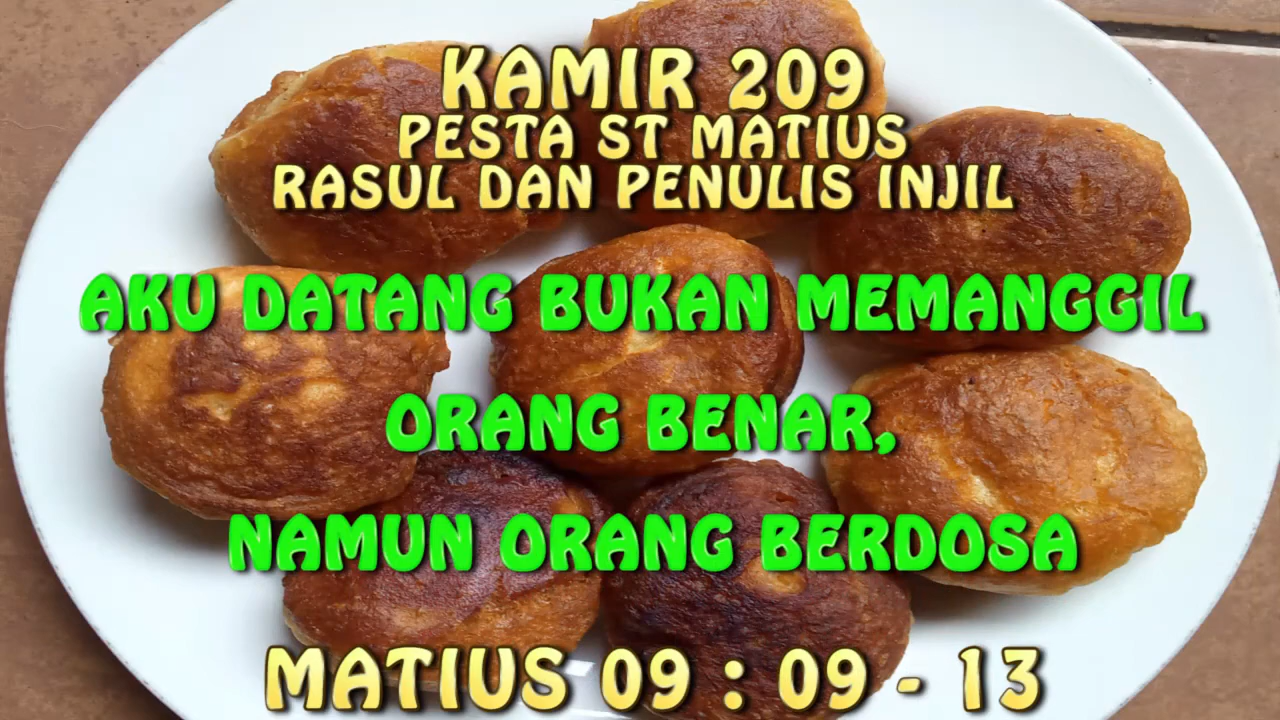 KAMIR 209
PESTA ST MATIUS
RASUL DAN PENULIS INJIL
AKU DATANG BUKAN MEMANGGIL
ORANG BENAR,
NAMUN ORANG BERDOSA
MATIUS 09 : 09 - 13